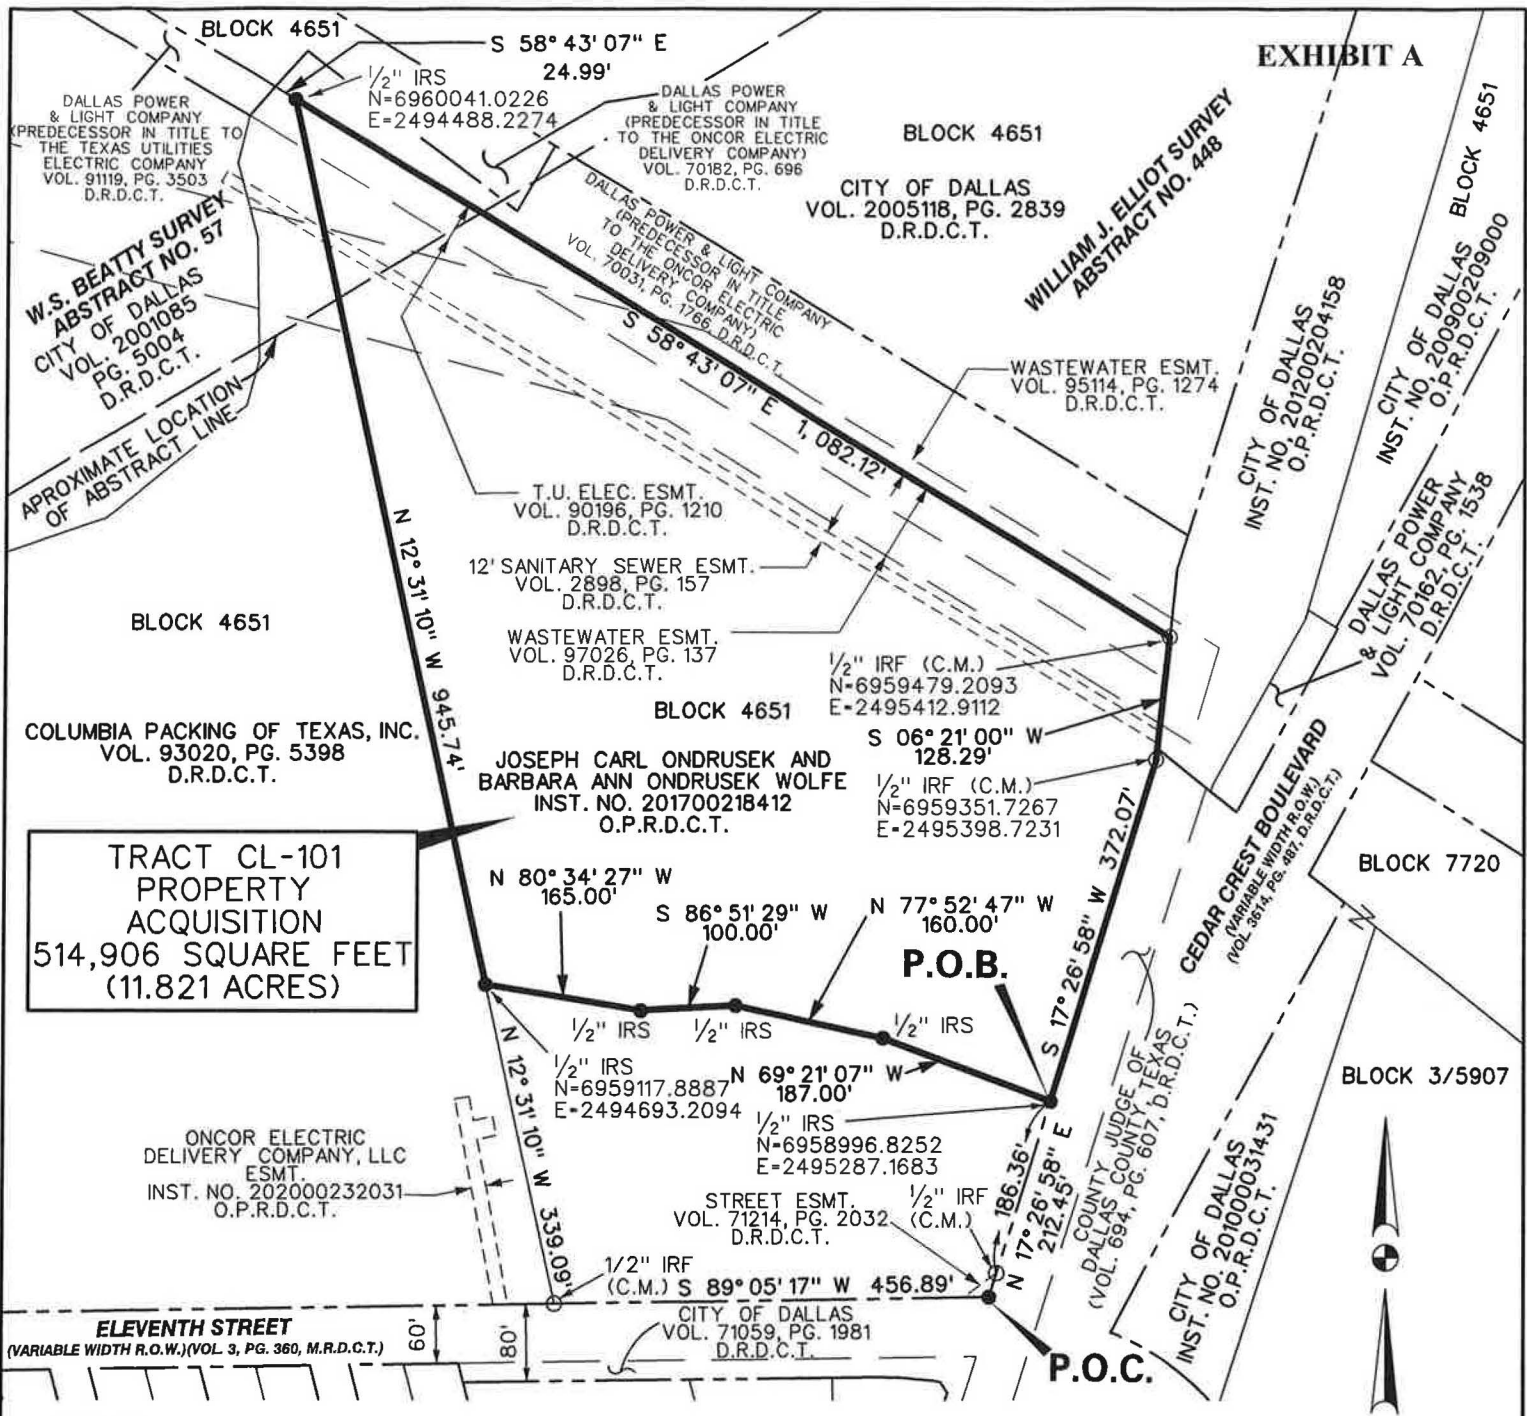 EXHIBIT A
BLOCK 4651
S 58° 43' 07" E
24.99'
1/2" IRS
N=6960041.0226
E=2494488.2274
DALLAS POWER
& LIGHT COMPANY
(PREDECESSOR IN TITLE TO
THE TEXAS UTILITIES
ELECTRIC COMPANY
VOL. 91119, PG. 3503
D.R.D.C.T.
DALLAS POWER
& LIGHT COMPANY
(PREDECESSOR IN TITLE
TO THE ONCOR ELECTRIC
DELIVERY COMPANY)
VOL. 70182, PG. 696
D.R.D.C.T.
BLOCK 4651
CITY OF DALLAS
VOL. 2005118, PG. 2839
D.R.D.C.T.
WILLIAM J. ELLIOT SURVEY
ABSTRACT NO. 448
BLOCK 4651
W.S. BEATTY SURVEY
ABSTRACT NO. 57
CITY OF DALLAS
VOL. 2001085
PG. 5004
D.R.D.C.T.
APROXIMATE LOCATION
OF ABSTRACT LINE
DALLAS POWER & LIGHT COMPANY
(PREDECESSOR IN TITLE
TO THE ONCOR ELECTRIC
DELIVERY COMPANY)
VOL. 70031, PG. 1766, D.R.D.C.T.
S 58° 43' 07" E 1,082.12'
WASTEWATER ESMT.
VOL. 95114, PG. 1274
D.R.D.C.T.
CITY OF DALLAS
INST. NO. 201200204158
O.P.R.D.C.T.
CITY OF DALLAS
INST. NO. 200900209000
O.P.R.D.C.T.
DALLAS POWER
& LIGHT COMPANY
VOL. 70162, PG. 1538
D.R.D.C.T.
T.U. ELEC. ESMT.
VOL. 90196, PG. 1210
D.R.D.C.T.
12' SANITARY SEWER ESMT.
VOL. 2898, PG. 157
D.R.D.C.T.
WASTEWATER ESMT.
VOL. 97026, PG. 137
D.R.D.C.T.
N 12° 31' 10" W 945.74'
BLOCK 4651
COLUMBIA PACKING OF TEXAS, INC.
VOL. 93020, PG. 5398
D.R.D.C.T.
1/2" IRF (C.M.)
N=6959479.2093
E=2495412.9112
BLOCK 4651
S 06° 21' 00" W
128.29'
JOSEPH CARL ONDRUSEK AND
BARBARA ANN ONDRUSEK WOLFE
INST. NO. 201700218412
O.P.R.D.C.T.
1/2" IRF (C.M.)
N=6959351.7267
E=2495398.7231
TRACT CL-101
PROPERTY
ACQUISITION
514,906 SQUARE FEET
(11.821 ACRES)
N 80° 34' 27" W
165.00'
S 86° 51' 29" W
100.00'
N 77° 52' 47" W
160.00'
S 17° 26' 58" W 372.07'
CEDAR CREST BOULEVARD
(VARIABLE WIDTH R.O.W.)
(VOL 3614, PG. 487, D.R.D.C.T.)
BLOCK 7720
P.O.B.
1/2" IRS
1/2" IRS
1/2" IRS
1/2" IRS
N=6959117.8887
E=2494693.2094
N 69° 21' 07" W
187.00'
1/2" IRS
N=6958996.8252
E=2495287.1683
BLOCK 3/5907
N 12° 31' 10" W 339.09'
ONCOR ELECTRIC
DELIVERY COMPANY, LLC
ESMT.
INST. NO. 202000232031
O.P.R.D.C.T.
STREET ESMT.
VOL. 71214, PG. 2032
D.R.D.C.T.
1/2" IRF
(C.M.)
186.36'
N 17° 26' 58" E
212.45'
COUNTY JUDGE OF
DALLAS COUNTY, TEXAS
(VOL. 694, PG. 607, D.R.D.C.T.)
CITY OF DALLAS
INST. NO. 201000031431
O.P.R.D.C.T.
1/2" IRF
(C.M.)
S 89° 05' 17" W 456.89'
ELEVENTH STREET
(VARIABLE WIDTH R.O.W.)(VOL 3, PG. 360, M.R.D.C.T.)
60'
80'
CITY OF DALLAS
VOL. 71059, PG. 1981
D.R.D.C.T.
P.O.C.